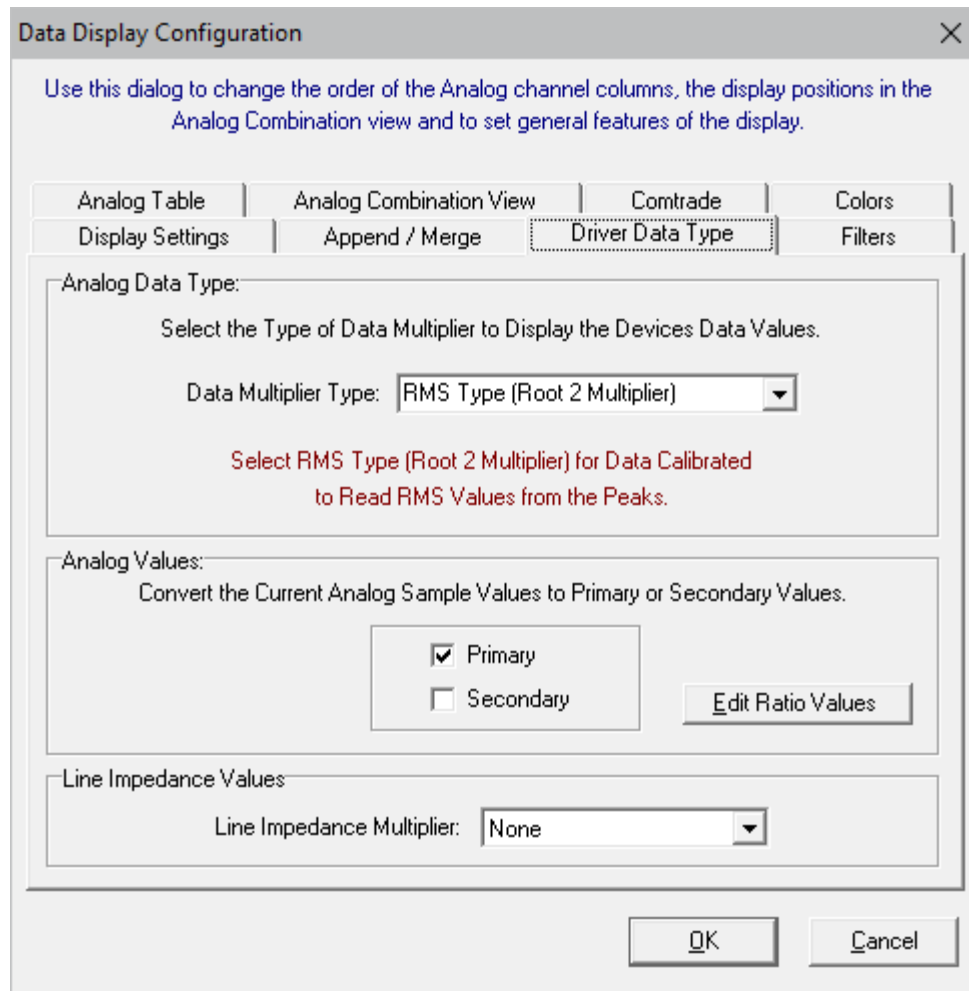 Data Display Configuration
Use this dialog to change the order of the Analog channel columns, the display positions in the
Analog Combination view and to set general features of the display.
Analog Table
Analog Combination View
Comtrade
Colors
Display Settings
Append / Merge
Driver Data Type
Filters
Analog Data Type:
Select the Type of Data Multiplier to Display the Devices Data Values.
Data Multiplier Type: RMS Type (Root 2 Multiplier)
Select RMS Type (Root 2 Multiplier) for Data Calibrated
to Read RMS Values from the Peaks.
Analog Values:
Convert the Current Analog Sample Values to Primary or Secondary Values.
Primary
Secondary
Edit Ratio Values
Line Impedance Values
Line Impedance Multiplier: None
OK
Cancel